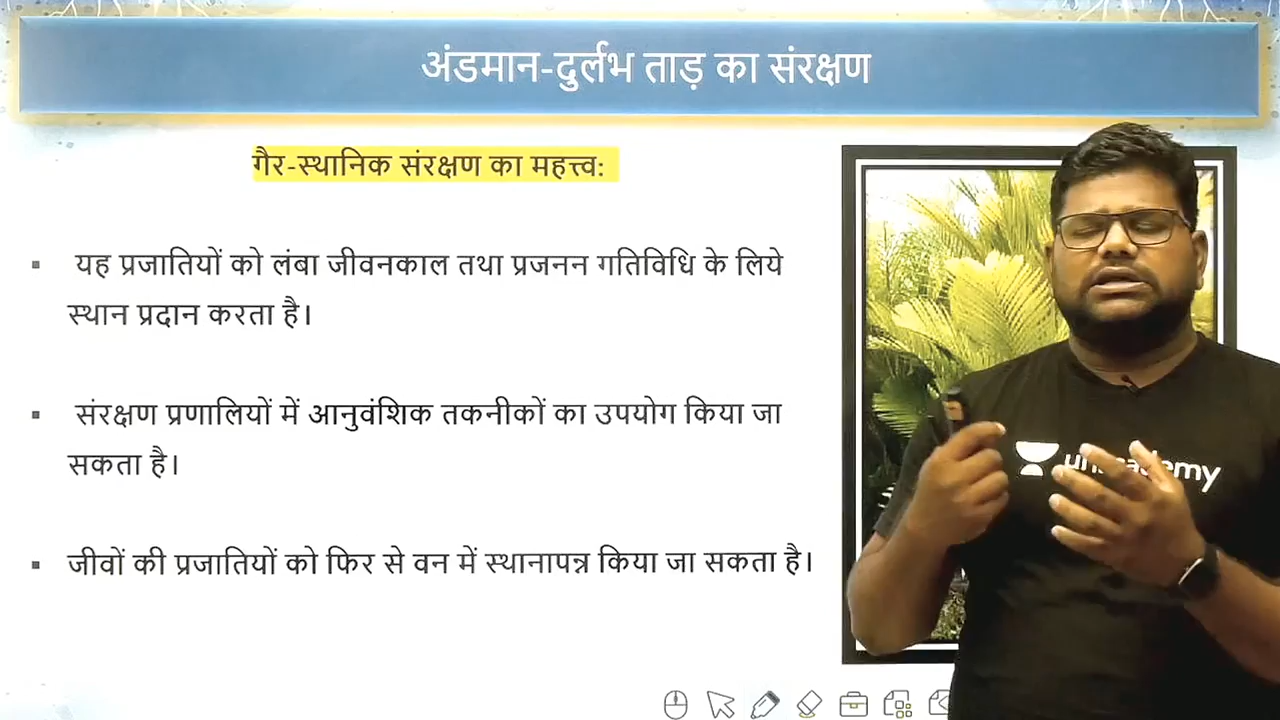 अंडमान-दुर्लभ ताड़ का संरक्षण
गैर-स्थानिक संरक्षण का महत्त्व:
▪ यह प्रजातियों को लंबा जीवनकाल तथा प्रजनन गतिविधि के लिये
स्थान प्रदान करता है।
▪ संरक्षण प्रणालियों में आनुवंशिक तकनीकों का उपयोग किया जा
सकता है।
▪ जीवों की प्रजातियों को फिर से वन में स्थानापन्न किया जा सकता है।